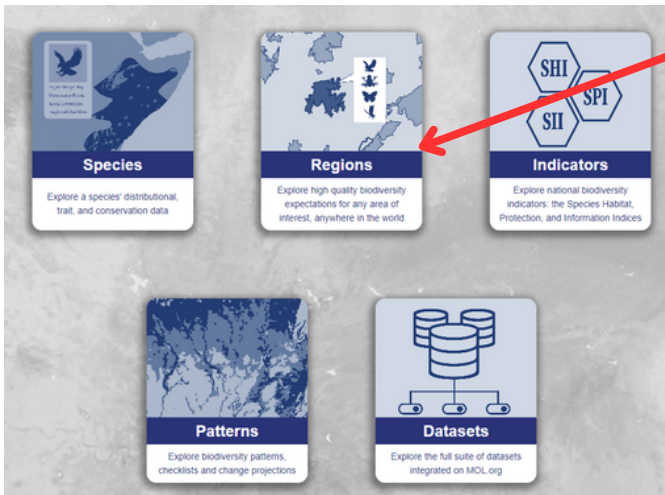 SHI
SPI
SII
Species
Explore a species' distributional,
trait, and conservation data
Regions
Explore high quality biodiversity
expectations for any area of
interest, anywhere in the world
Indicators
Explore national biodiversity
indicators: the Species Habitat,
Protection, and Information Indices
Patterns
Explore biodiversity patterns,
checklists and change projections
Datasets
Explore the full suite of datasets
integrated on MOL.org